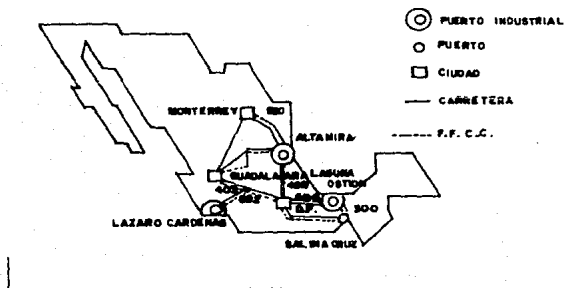 PUERTO INDUSTRIAL
PUERTO
CIUDAD
CARRETERA
F.F.C.C.
MONTERREY
ALTAMIRA
GUADALAJARA
LAGUNA
OSTION
D.F.
300
LAZARO CARDENAS
SALINA CRUZ